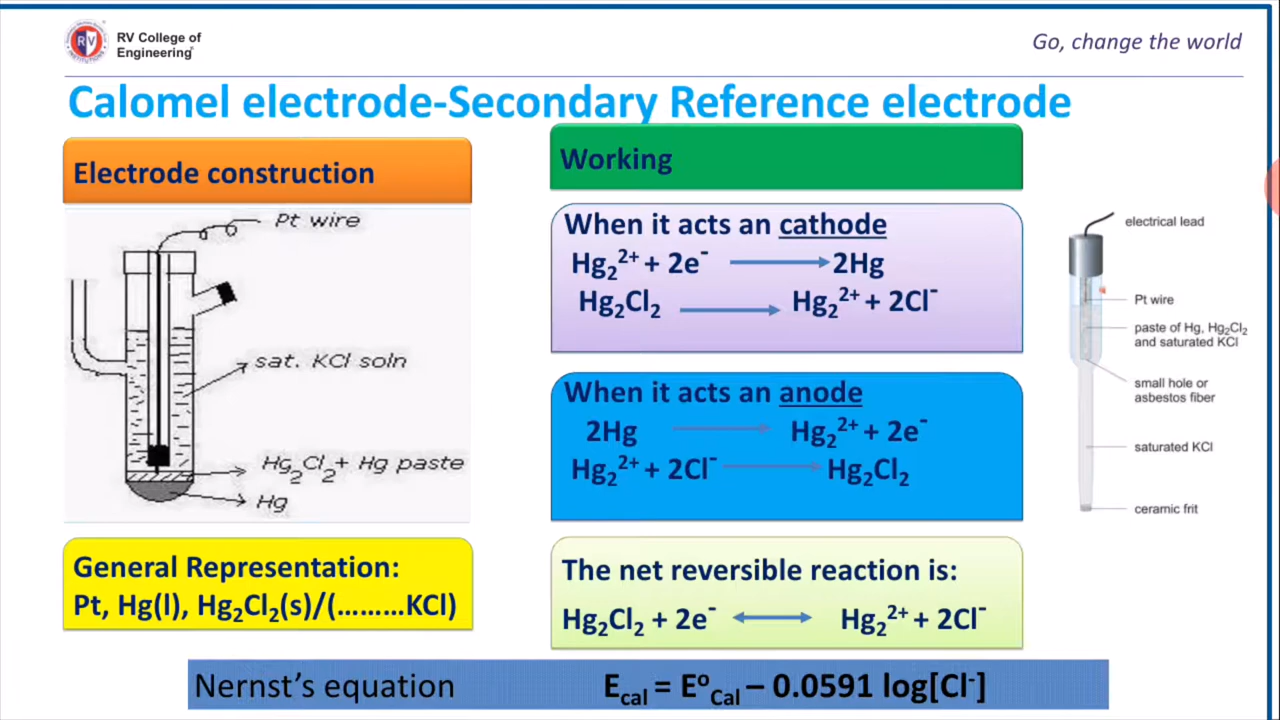 RV College of
Engineering
Go, change the world
Calomel electrode-Secondary Reference electrode
Electrode construction
Pt wire
sat. KCl soln
Hg₂Cl₂+ Hg paste
Hg
General Representation:
Pt, Hg(l), Hg₂Cl₂(s)/(………KCl)
Working
When it acts an cathode
Hg₂²⁺ + 2e⁻ ⟶ 2Hg
Hg₂Cl₂ ⟶ Hg₂²⁺ + 2Cl⁻
When it acts an anode
2Hg ⟶ Hg₂²⁺ + 2e⁻
Hg₂²⁺ + 2Cl⁻ ⟶ Hg₂Cl₂
The net reversible reaction is:
Hg₂Cl₂ + 2e⁻ ⟷ Hg₂²⁺ + 2Cl⁻
electrical lead
Pt wire
paste of Hg, Hg₂Cl₂
and saturated KCl
small hole or
asbestos fiber
saturated KCl
ceramic frit
Nernst’s equation E_cal = E°_Cal – 0.0591 log[Cl⁻]